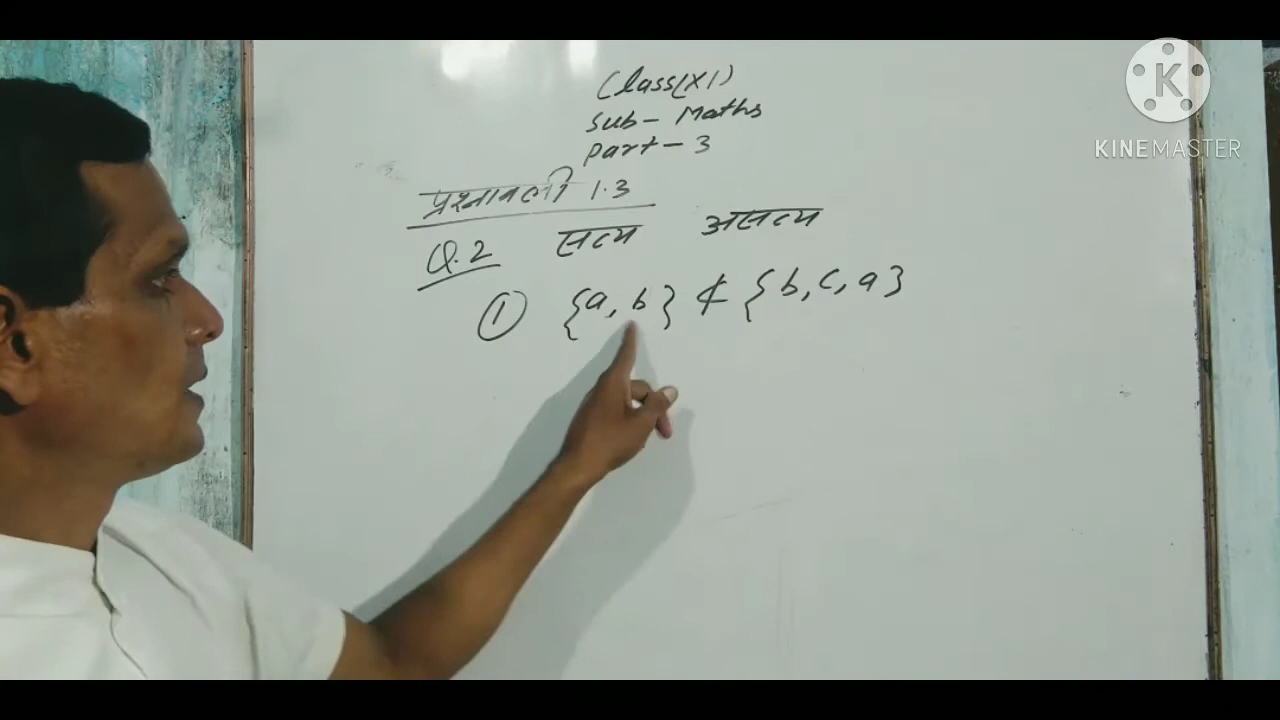 Class(XI)
Sub- Maths
Part-3
प्रश्नावली 1.3
Q.2 सत्य असत्य
① {a, b} ⊄ {b, c, a}
K
KINEMASTER